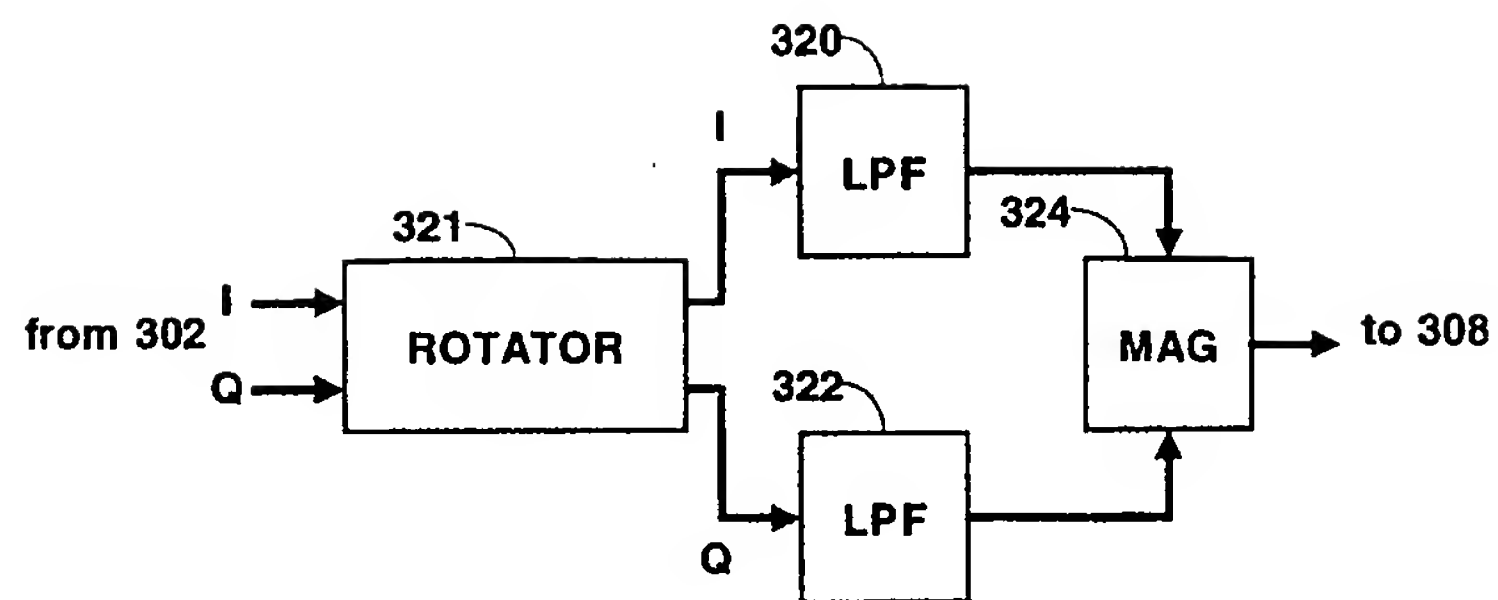 320
I
LPF
321
324
I
from 302
ROTATOR
MAG
to 308
Q
322
LPF
Q